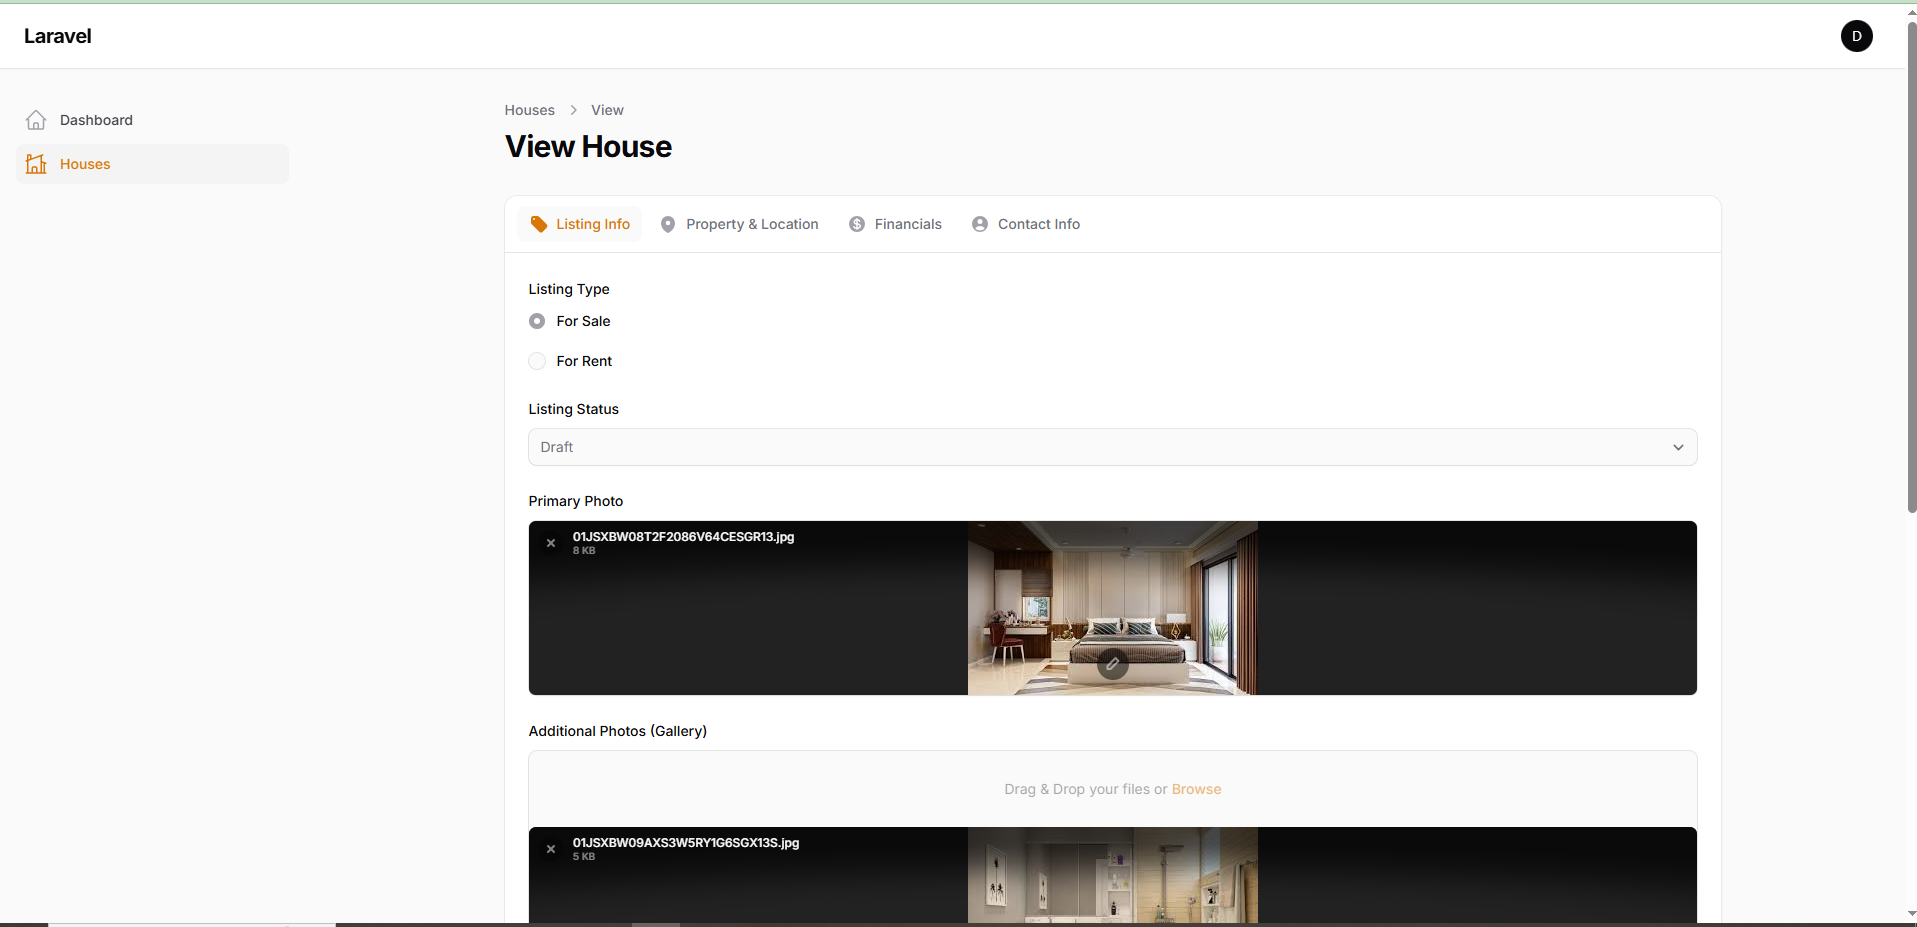 Laravel
D
Dashboard
Houses
Houses > View
View House
Listing Info
Property & Location
Financials
Contact Info
Listing Type
For Sale
For Rent
Listing Status
Draft
Primary Photo
01JSXBW08T2F2086V64CESGR13.jpg
8 KB
Additional Photos (Gallery)
Drag & Drop your files or Browse
01JSXBW09AXS3W5RY1G6SGX13S.jpg
5 KB